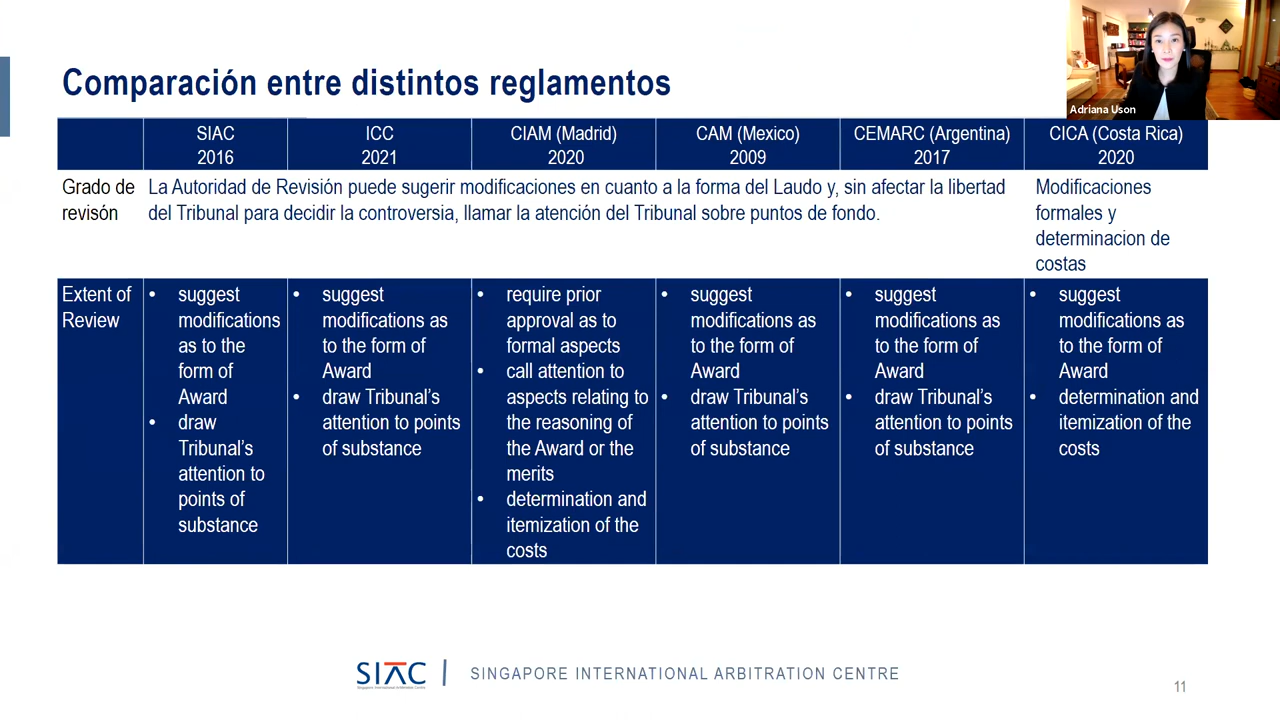 Comparación entre distintos reglamentos
Adriana Uson
SIAC
2016
ICC
2021
CIAM (Madrid)
2020
CAM (Mexico)
2009
CEMARC (Argentina)
2017
CICA (Costa Rica)
2020
Grado de
revisón
La Autoridad de Revisión puede sugerir modificaciones en cuanto a la forma del Laudo y, sin afectar la libertad
del Tribunal para decidir la controversia, llamar la atención del Tribunal sobre puntos de fondo.
Modificaciones
formales y
determinacion de
costas
Extent of
Review
• suggest
modifications
as to the
form of
Award
• draw
Tribunal's
attention to
points of
substance
• suggest
modifications as
to the form of
Award
• draw Tribunal's
attention to points
of substance
• require prior
approval as to
formal aspects
• call attention to
aspects relating to
the reasoning of
the Award or the
merits
• determination and
itemization of the
costs
• suggest
modifications as
to the form of
Award
• draw Tribunal's
attention to points
of substance
• suggest
modifications as
to the form of
Award
• draw Tribunal's
attention to points
of substance
• suggest
modifications as
to the form of
Award
• determination and
itemization of the
costs
SIAC
Singapore International Arbitration Centre
SINGAPORE INTERNATIONAL ARBITRATION CENTRE
11